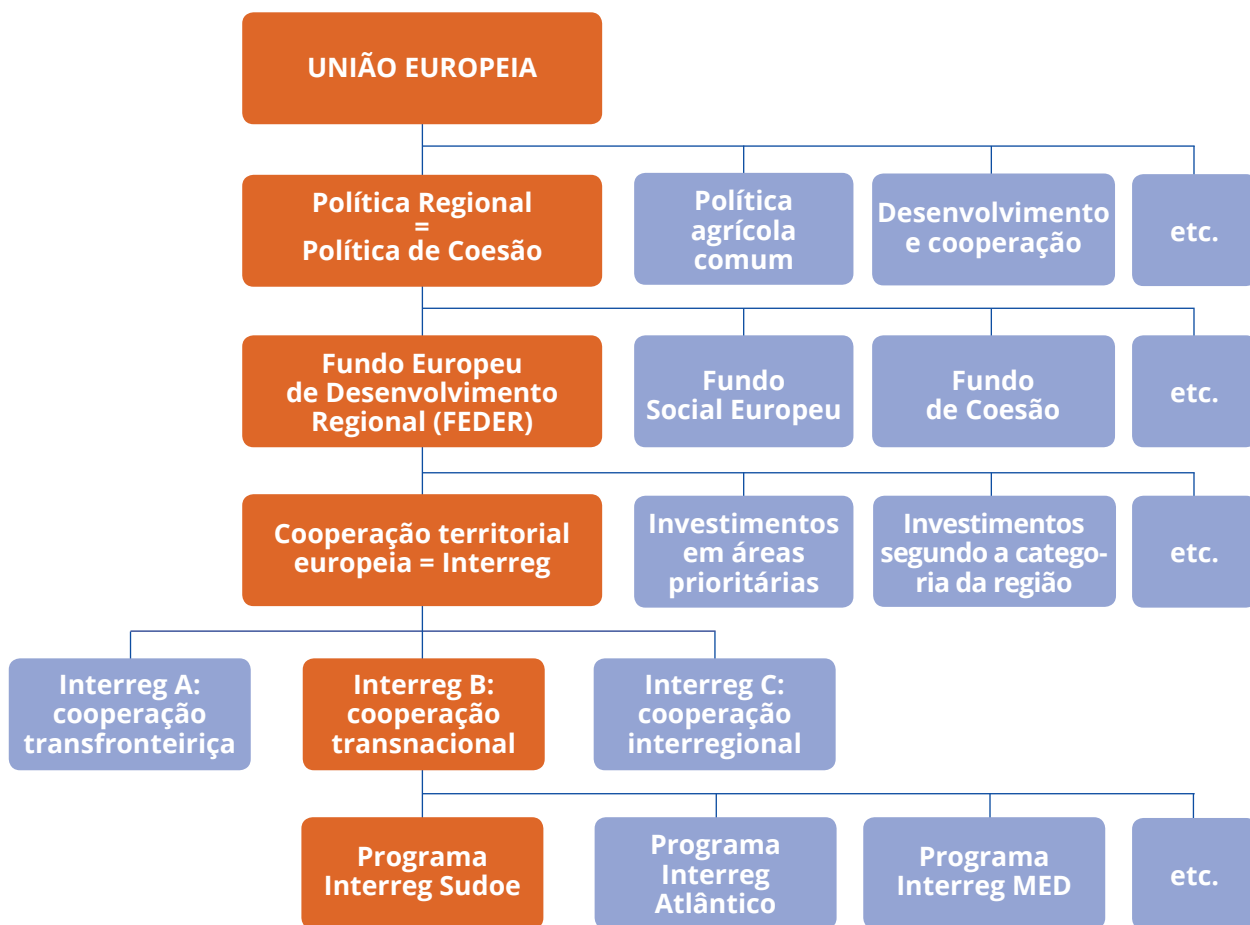 UNIÃO EUROPEIA
Política Regional
=
Política de Coesão
Política
agrícola
comum
Desenvolvimento
e cooperação
etc.
Fundo Europeu
de Desenvolvimento
Regional (FEDER)
Fundo
Social Europeu
Fundo
de Coesão
etc.
Cooperação territorial
europeia = Interreg
Investimentos
em áreas
prioritárias
Investimentos
segundo a catego-
ria da região
etc.
Interreg A:
cooperação
transfronteiriça
Interreg B:
cooperação
transnacional
Interreg C:
cooperação
interregional
Programa
Interreg Sudoe
Programa
Interreg
Atlântico
Programa
Interreg MED
etc.